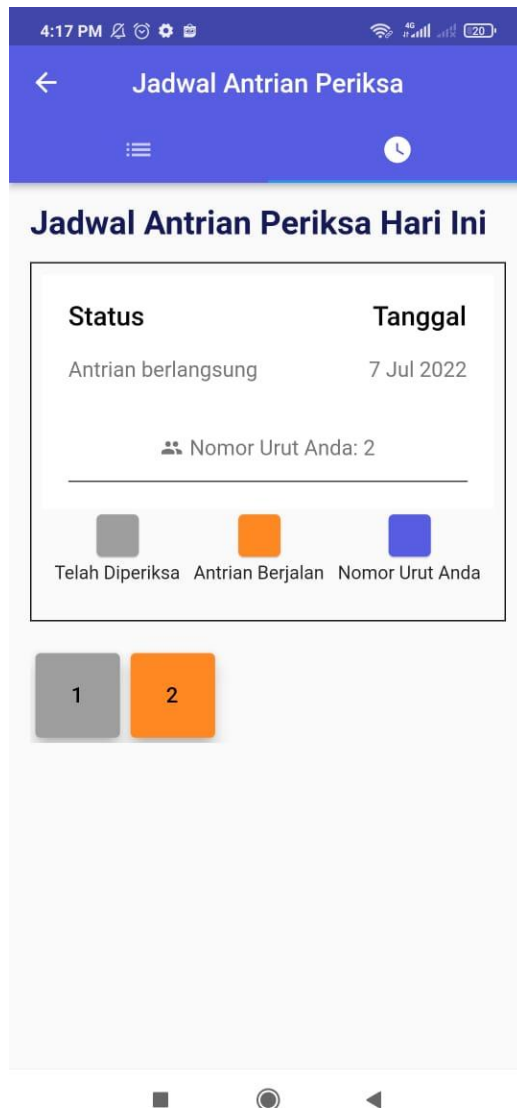 4:17 PM 4G 20
Jadwal Antrian Periksa
Jadwal Antrian Periksa Hari Ini
Status Tanggal
Antrian berlangsung 7 Jul 2022
Nomor Urut Anda: 2
Telah Diperiksa Antrian Berjalan Nomor Urut Anda
1 2